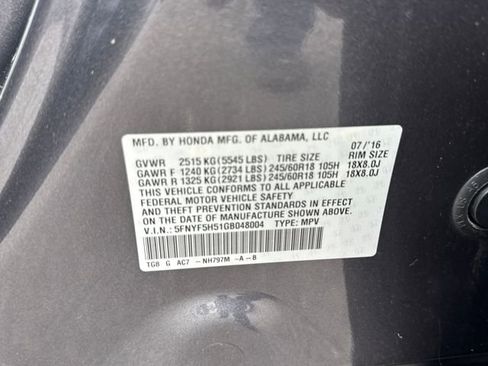 MFD. BY HONDA MFG. OF ALABAMA, LLC 07/'16
GVWR 2515 KG(5545 LBS) TIRE SIZE RIM SIZE
GAWR F 1240 KG(2734 LBS)245/60R18 105H 18X8.0J
GAWR R 1325 KG(2921 LBS)245/60R18 105H 18X8.0J
THIS VEHICLE CONFORMS TO ALL APPLICABLE
FEDERAL MOTOR VEHICLE SAFETY
AND THEFT PREVENTION STANDARDS IN EFFECT
ON THE DATE OF MANUFACTURE SHOWN ABOVE.
V.I.N.: 5FNYF5H51GB048004 TYPE: MPV
TG8 G AC7 -NH797M -A-B